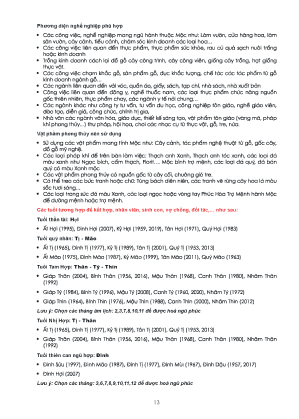 Phương diện nghề nghiệp phù hợp
• Các công việc, nghề nghiệp mang ngũ hành thuộc Mộc như: Làm vườn, cửa hàng hoa, làm
sân vườn, cây cảnh, tiểu cảnh, chăm sóc kinh doanh các loại hoa...
• Các công việc liên quan đến thực phẩm, thực phẩm sức khỏe, rau củ quả sạch nuôi trồng
hoặc kinh doanh
• Trồng kinh doanh cách lại đồ gỗ cây công trình, cây công viên, giống cây trồng, hạt giống
thực vật.
• Các công việc chạm khắc gỗ, sản phẩm gỗ, đục khắc tượng, chế tác các tác phẩm từ gỗ
kinh doanh ngành gỗ...
• Các ngành liên quan đến vải vóc, quần áo, giấy, sách, tạp chí, nhà sách, nhà xuất bản
• Công việc liên quan đến đông y, nghề thuốc nam, các loại thực phẩm chức năng nguồn
gốc thiên nhiên, thực phẩm chay, các ngành y tế nói chung...
• Các ngành khác như công ty tư vấn, tư vấn du học, công nghiệp tôn giáo, nghề giáo viên,
đào tạo, diễn giả, công chức, chính trị gia.
• Nhà văn các ngành văn hóa, giáo dục, thiết kế sáng tạo, vật phẩm tôn giáo (vàng mã, pháp
khí phong thủy..) thư pháp, hội họa, chơi các nhạc cụ từ thực vật, gỗ, tre, nứa.
Vật phẩm phong thủy nên sử dụng
• Sử dụng các vật phẩm mang tính Mộc như: Cây cảnh, tác phẩm nghệ thuật từ gỗ, gốc cây,
đồ gỗ mỹ nghệ.
• Các loại pháp khí để trên bàn làm việc, Thạch anh Xanh, thạch anh tóc xanh, các loại đá
màu xanh như Ngọc bích, cẩm thạch, Florit... Mộc bình trợ mệnh, các loại đá quý, đá bán
quý có màu Xanh mộc
• Các vật phẩm phong thủy có nguồn gốc từ cây cối, chuông gió tre.
• Có thể treo các bức tranh hoặc chữ: Tùng bách diên niên, các tranh về rừng cây hoa lá màu
sắc tươi sáng...
• Các loại trang sức đá màu Xanh, các loại ngọc hoặc vòng tay Phúc Hòa Trợ Mệnh hành Mộc
để dưỡng mệnh hoặc trợ mệnh.
Các tuổi tương hợp để kết hợp, nhân viên, sinh con, vợ chồng, đối tác,... như sau:
Tuổi thần tài: Hợi
• Ất Hợi (1995), Đinh Hợi (2007), Kỷ Hợi (1959, 2019), Tân Hợi (1971), Quý Hợi (1983)
Tuổi quý nhân: Tị - Mão
• Ất Tị (1965), Đinh Tị (1977), Kỷ Tị (1989), Tân Tị (2001), Quý Tị (1953, 2013)
• Ất Mão (1975), Đinh Mão (1987), Kỷ Mão (1999), Tân Mão (2011), Quý Mão (1963)
Tuổi Tam Hợp: Thân - Tý - Thìn
• Giáp Thân (2004), Bính Thân (1956, 2016), Mậu Thân (1968), Canh Thân (1980), Nhâm Thân
(1992)
• Giáp Tý (1984), Bính Tý (1996), Mậu Tý (2008), Canh Tý (1960, 2020), Nhâm Tý (1972)
• Giáp Thìn (1964), Bính Thìn (1976), Mậu Thìn (1988), Canh Thìn (2000), Nhâm Thìn (2012)
Lưu ý: Chọn các tháng âm lịch: 2,3,7,8,10,11 để được hoá ngũ phúc
Tuổi Nhị Hợp: Tị - Thân
• Ất Tị (1965), Đinh Tị (1977), Kỷ Tị (1989), Tân Tị (2001), Quý Tị (1953, 2013)
• Giáp Thân (2004), Bính Thân (1956, 2016), Mậu Thân (1968), Canh Thân (1980), Nhâm Thân
(1992)
Tuổi thiên can ngũ hợp: Đinh
• Đinh Sửu (1997), Đinh Mão (1987), Đinh Tị (1977), Đinh Mùi (1967), Đinh Dậu (1957, 2017)
• Đinh Hợi (2007)
Lưu ý: Chọn các tháng: 3,6,7,8,9,10,11,12 để được hoá ngũ phúc
13